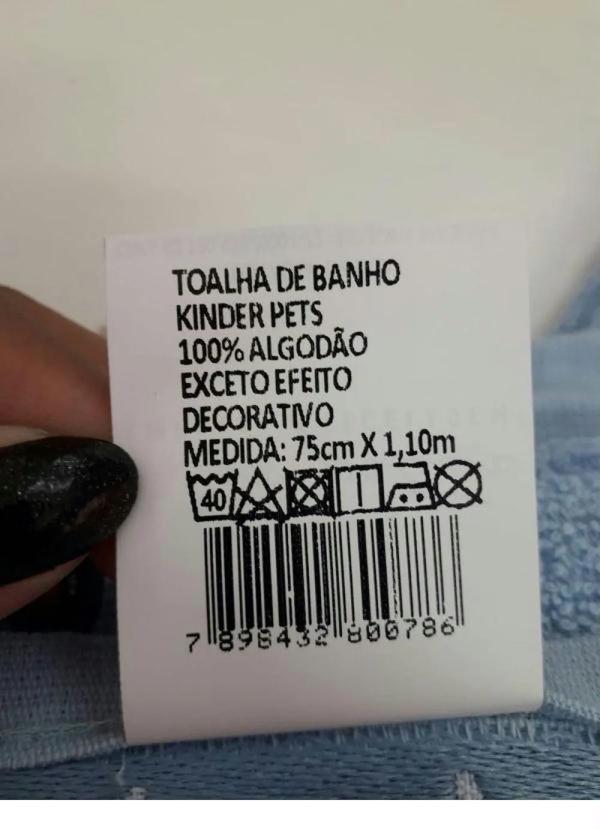 TOALHA DE BANHO
KINDER PETS
100% ALGODÃO
EXCETO EFEITO
DECORATIVO
MEDIDA: 75cm X 1,10m
40
7 898432 800786